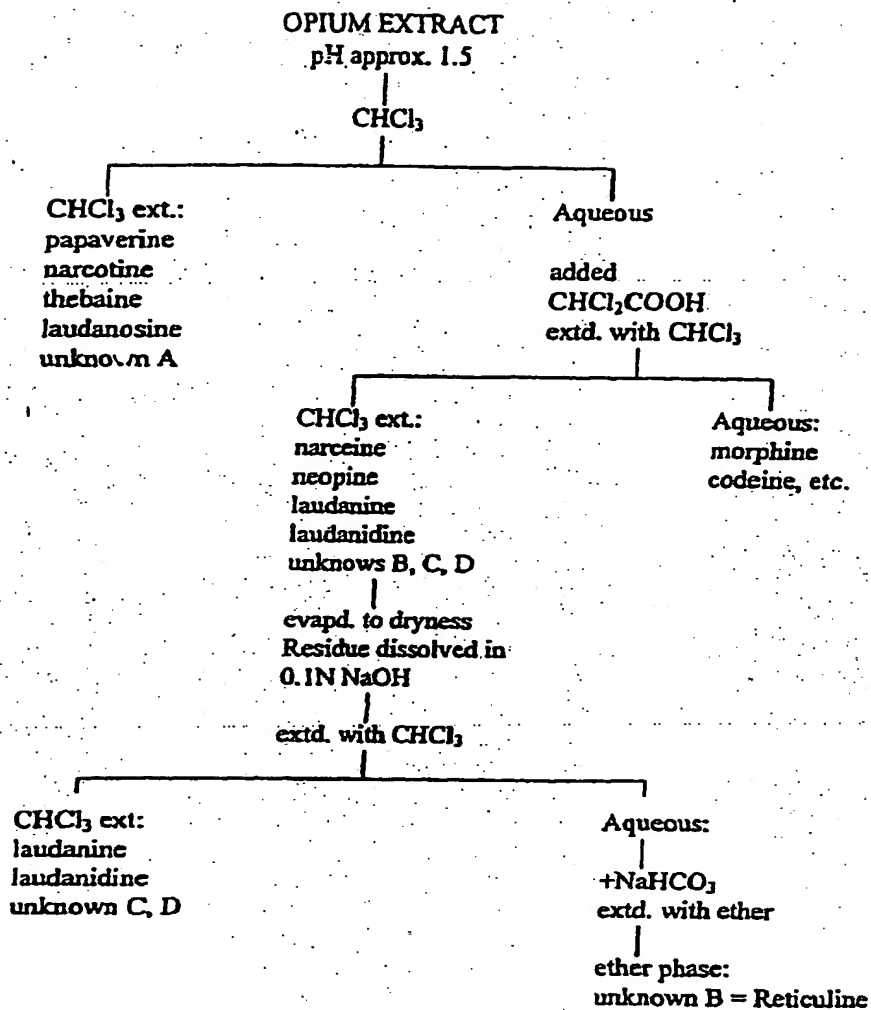 OPIUM EXTRACT
pH approx. 1.5
CHCl₃
CHCl₃ ext.:
papaverine
narcotine
thebaine
laudanosine
unknown A
Aqueous
added
CHCl₂COOH
extd. with CHCl₃
CHCl₃ ext.:
narceine
neopine
laudanine
laudanidine
unknows B, C, D
Aqueous:
morphine
codeine, etc.
evapd. to dryness
Residue dissolved in
0.1N NaOH
extd. with CHCl₃
CHCl₃ ext:
laudanine
laudanidine
unknown C, D
Aqueous:
+NaHCO₃
extd. with ether
ether phase:
unknown B = Reticuline